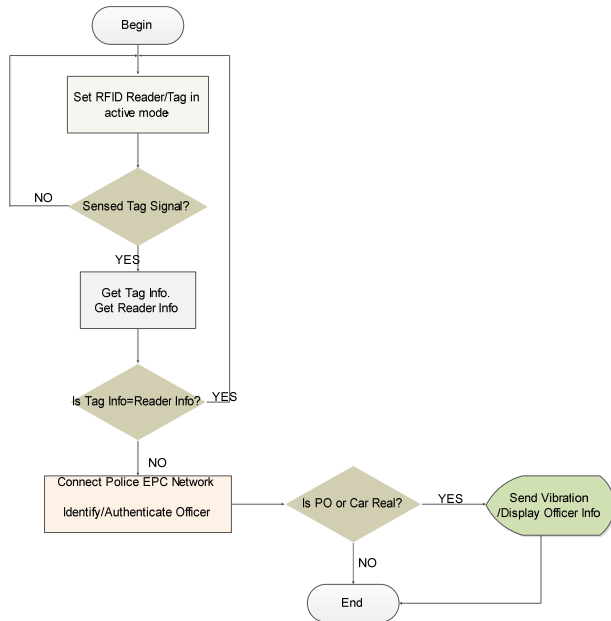 Begin
Set RFID Reader/Tag in
active mode
NO
Sensed Tag Signal?
YES
Get Tag Info.
Get Reader Info
Is Tag Info=Reader Info?
YES
NO
Connect Police EPC Network
Identify/Authenticate Officer
Is PO or Car Real?
YES
Send Vibration
/Display Officer Info
NO
End